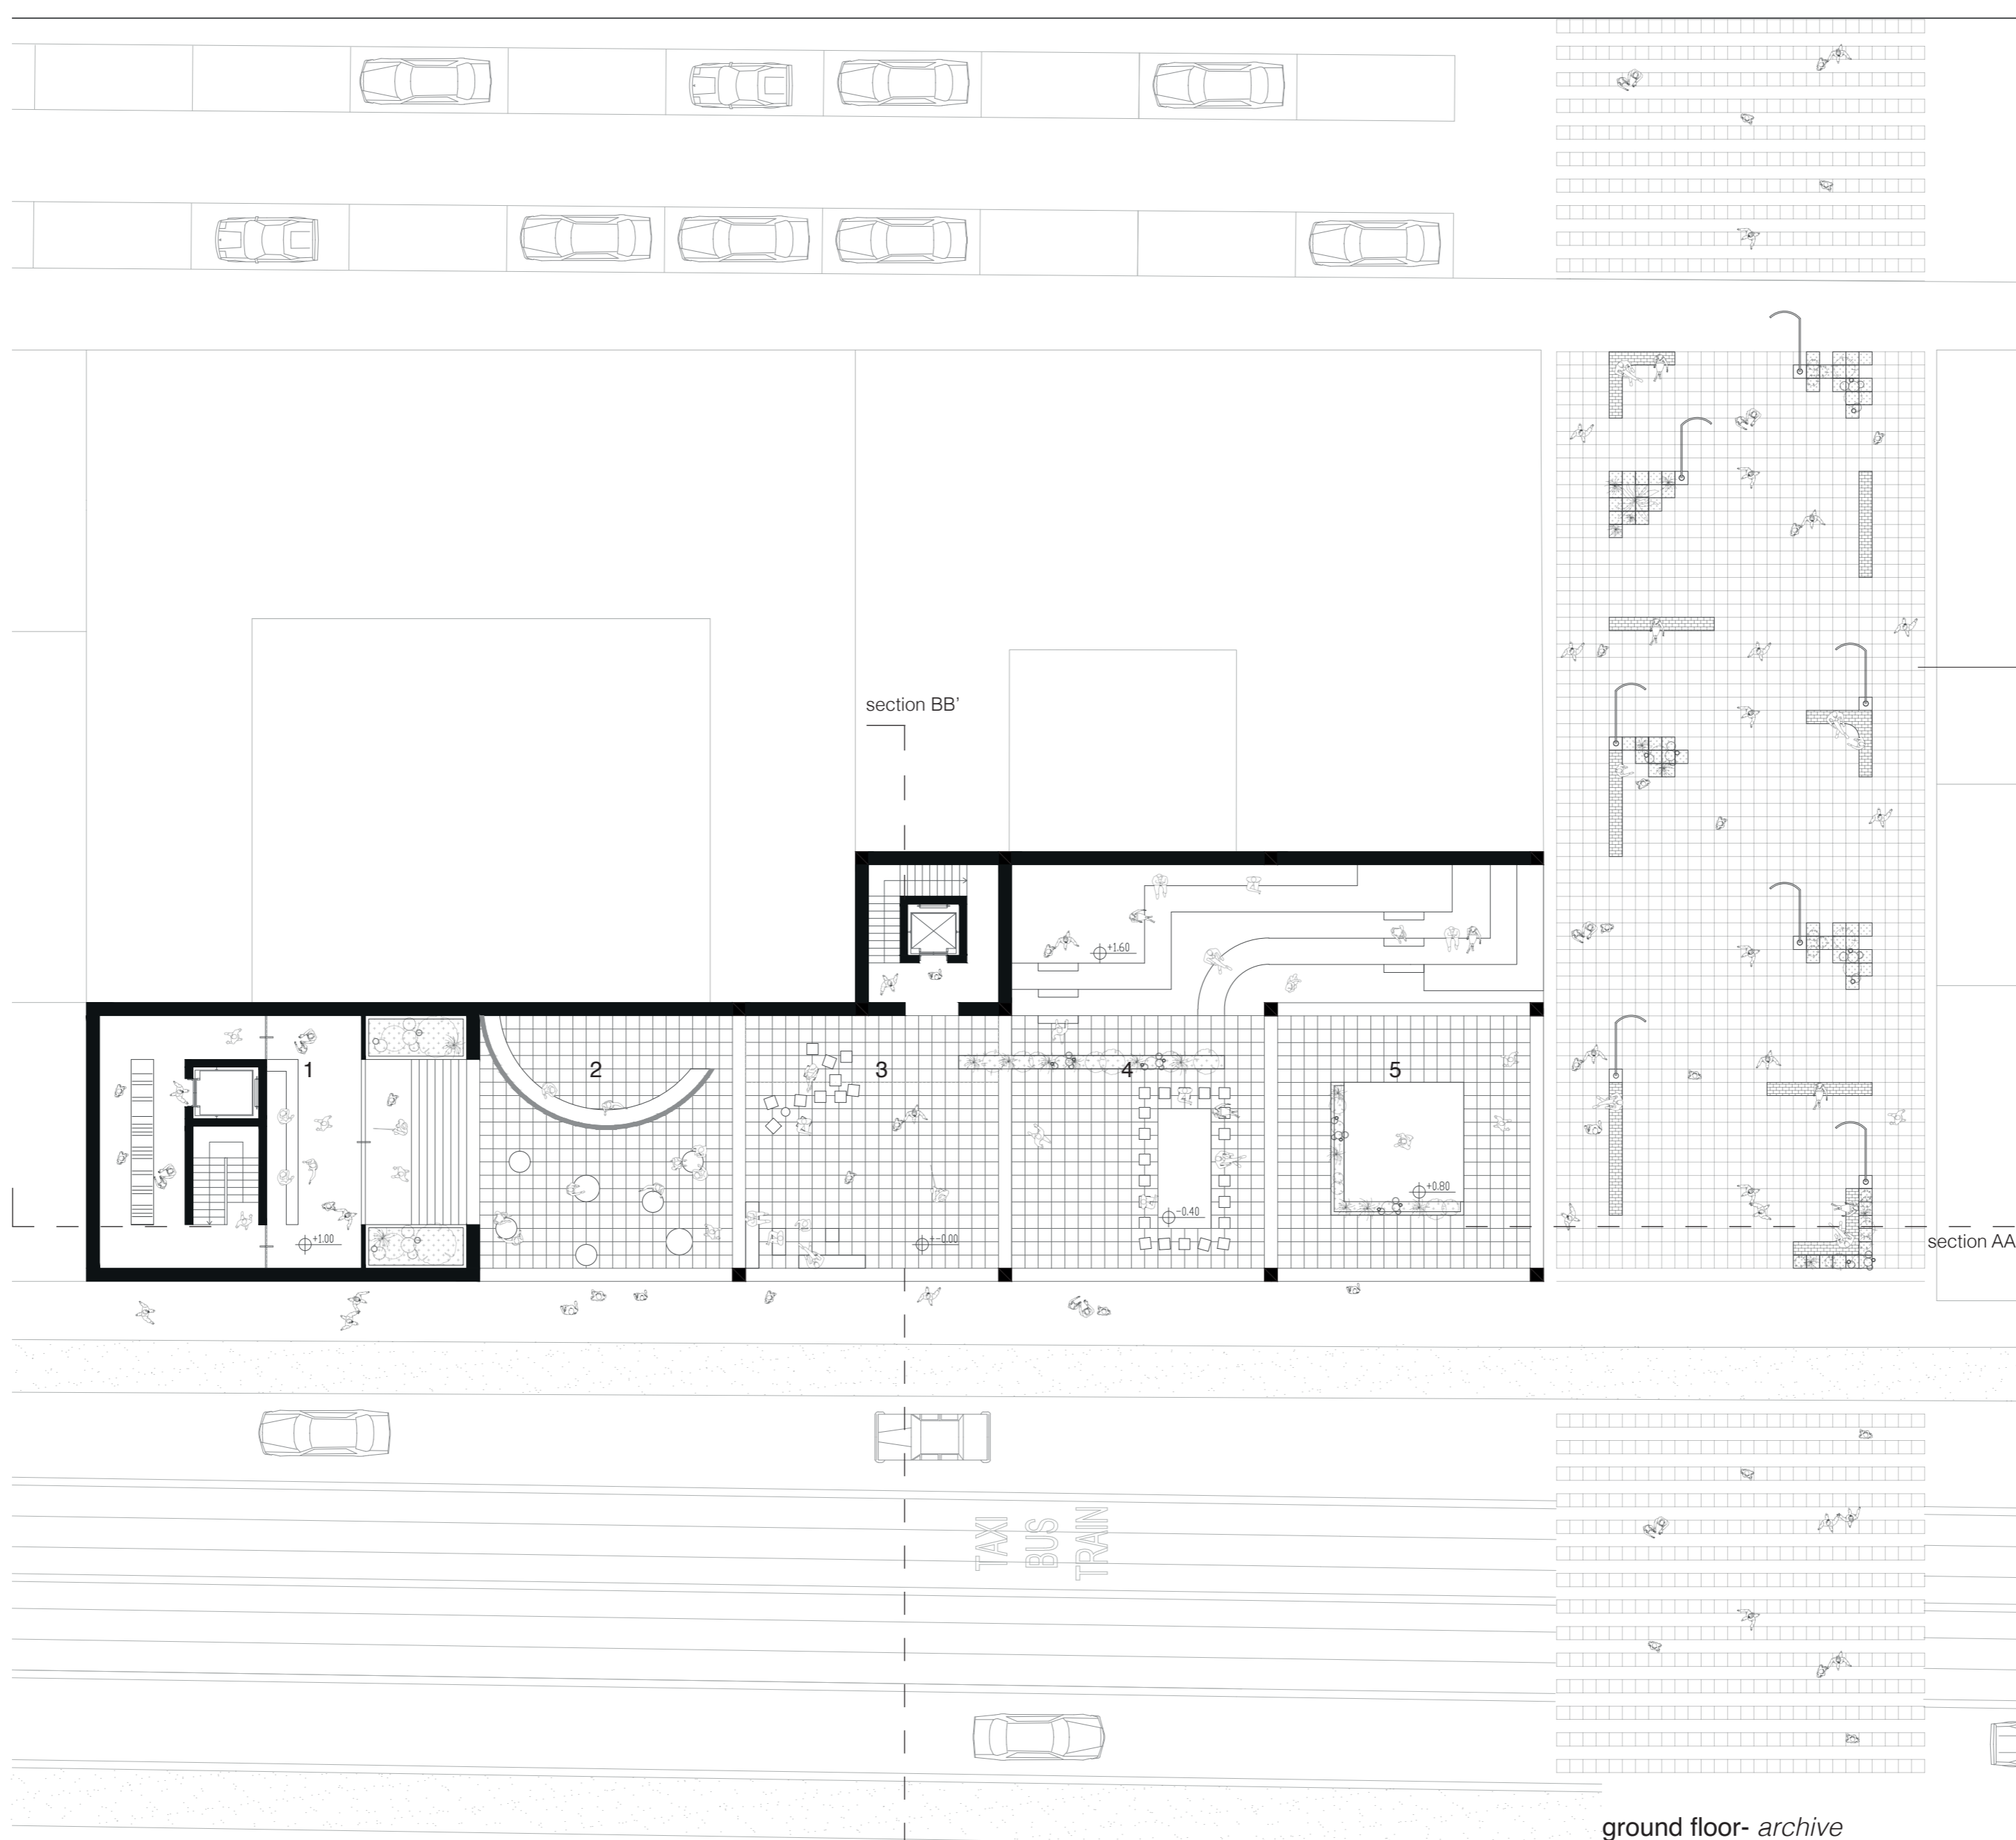 section BB'
+1.60
1
2
3
4
5
+0.80
-0.40
+1.00
+-0.00
section AA
TAXI
BUS
TRAIN
ground floor- archive